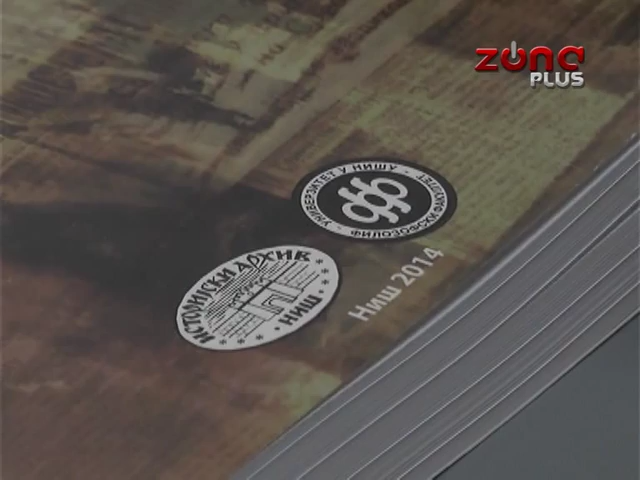 ZONA
PLUS
УНИВЕРЗИТЕТ У НИШУ
ФИЛОЗОФСКИ ФАКУЛТЕТ
ИСТОРИЈСКИ АРХИВ
НИШ
Ниш 2014